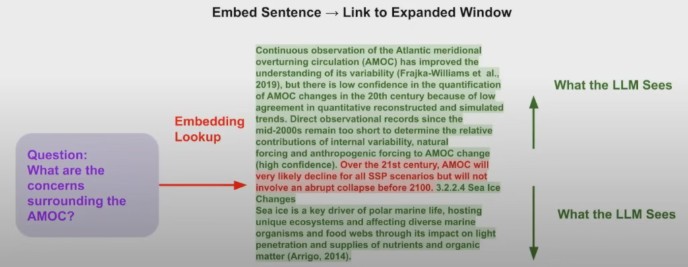 Embed Sentence → Link to Expanded Window
Continuous observation of the Atlantic meridional
overturning circulation (AMOC) has improved the
understanding of its variability (Frajka-Williams et al.,
2019), but there is low confidence in the quantification
of AMOC changes in the 20th century because of low
agreement in quantitative reconstructed and simulated
trends. Direct observational records since the
mid-2000s remain too short to determine the relative
contributions of internal variability, natural
forcing and anthropogenic forcing to AMOC change
(high confidence). Over the 21st century, AMOC will
very likely decline for all SSP scenarios but will not
involve an abrupt collapse before 2100. 3.2.2.4 Sea Ice
Changes
Sea ice is a key driver of polar marine life, hosting
unique ecosystems and affecting diverse marine
organisms and food webs through its impact on light
penetration and supplies of nutrients and organic
matter (Arrigo, 2014).
What the LLM Sees
What the LLM Sees
Embedding
Lookup
Question:
What are the
concerns
surrounding the
AMOC?